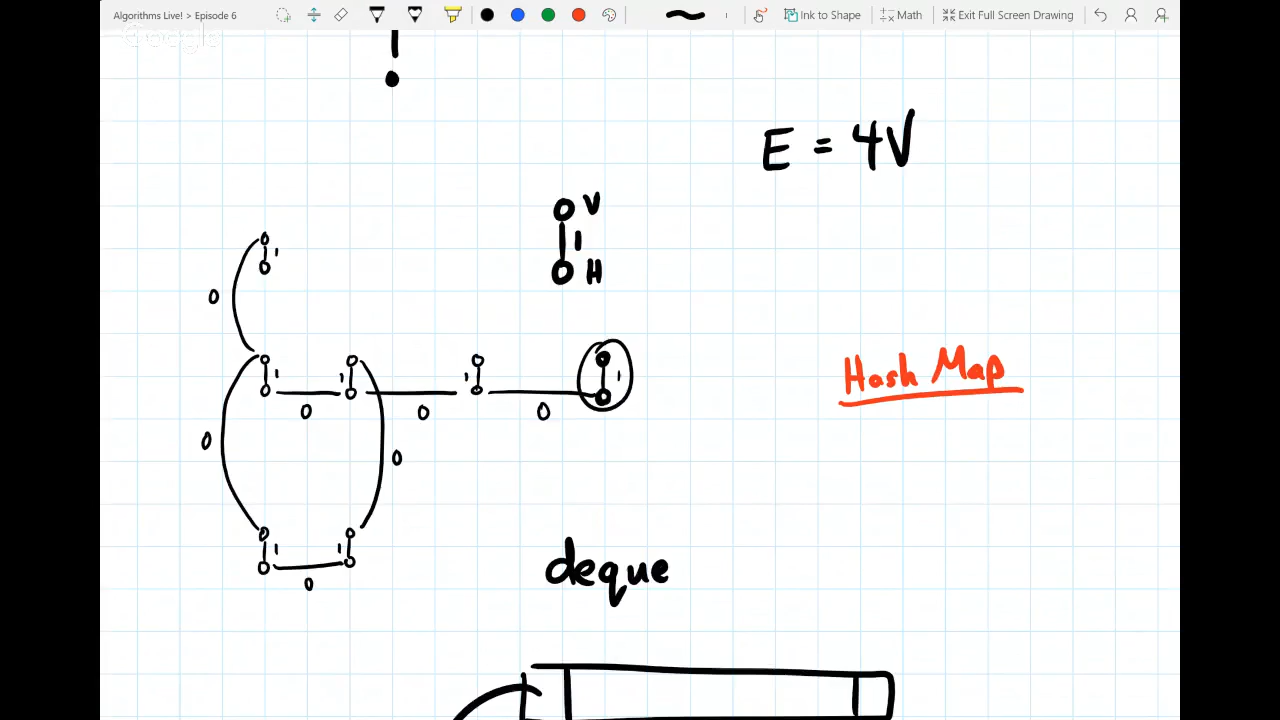 Algorithms Live! > Episode 6
Ink to Shape
Math
Exit Full Screen Drawing
Google
E = 4V
V
1
H
1
0
1
1
1
1
0
0
0
Hash Map
0
0
1
1
0
deque